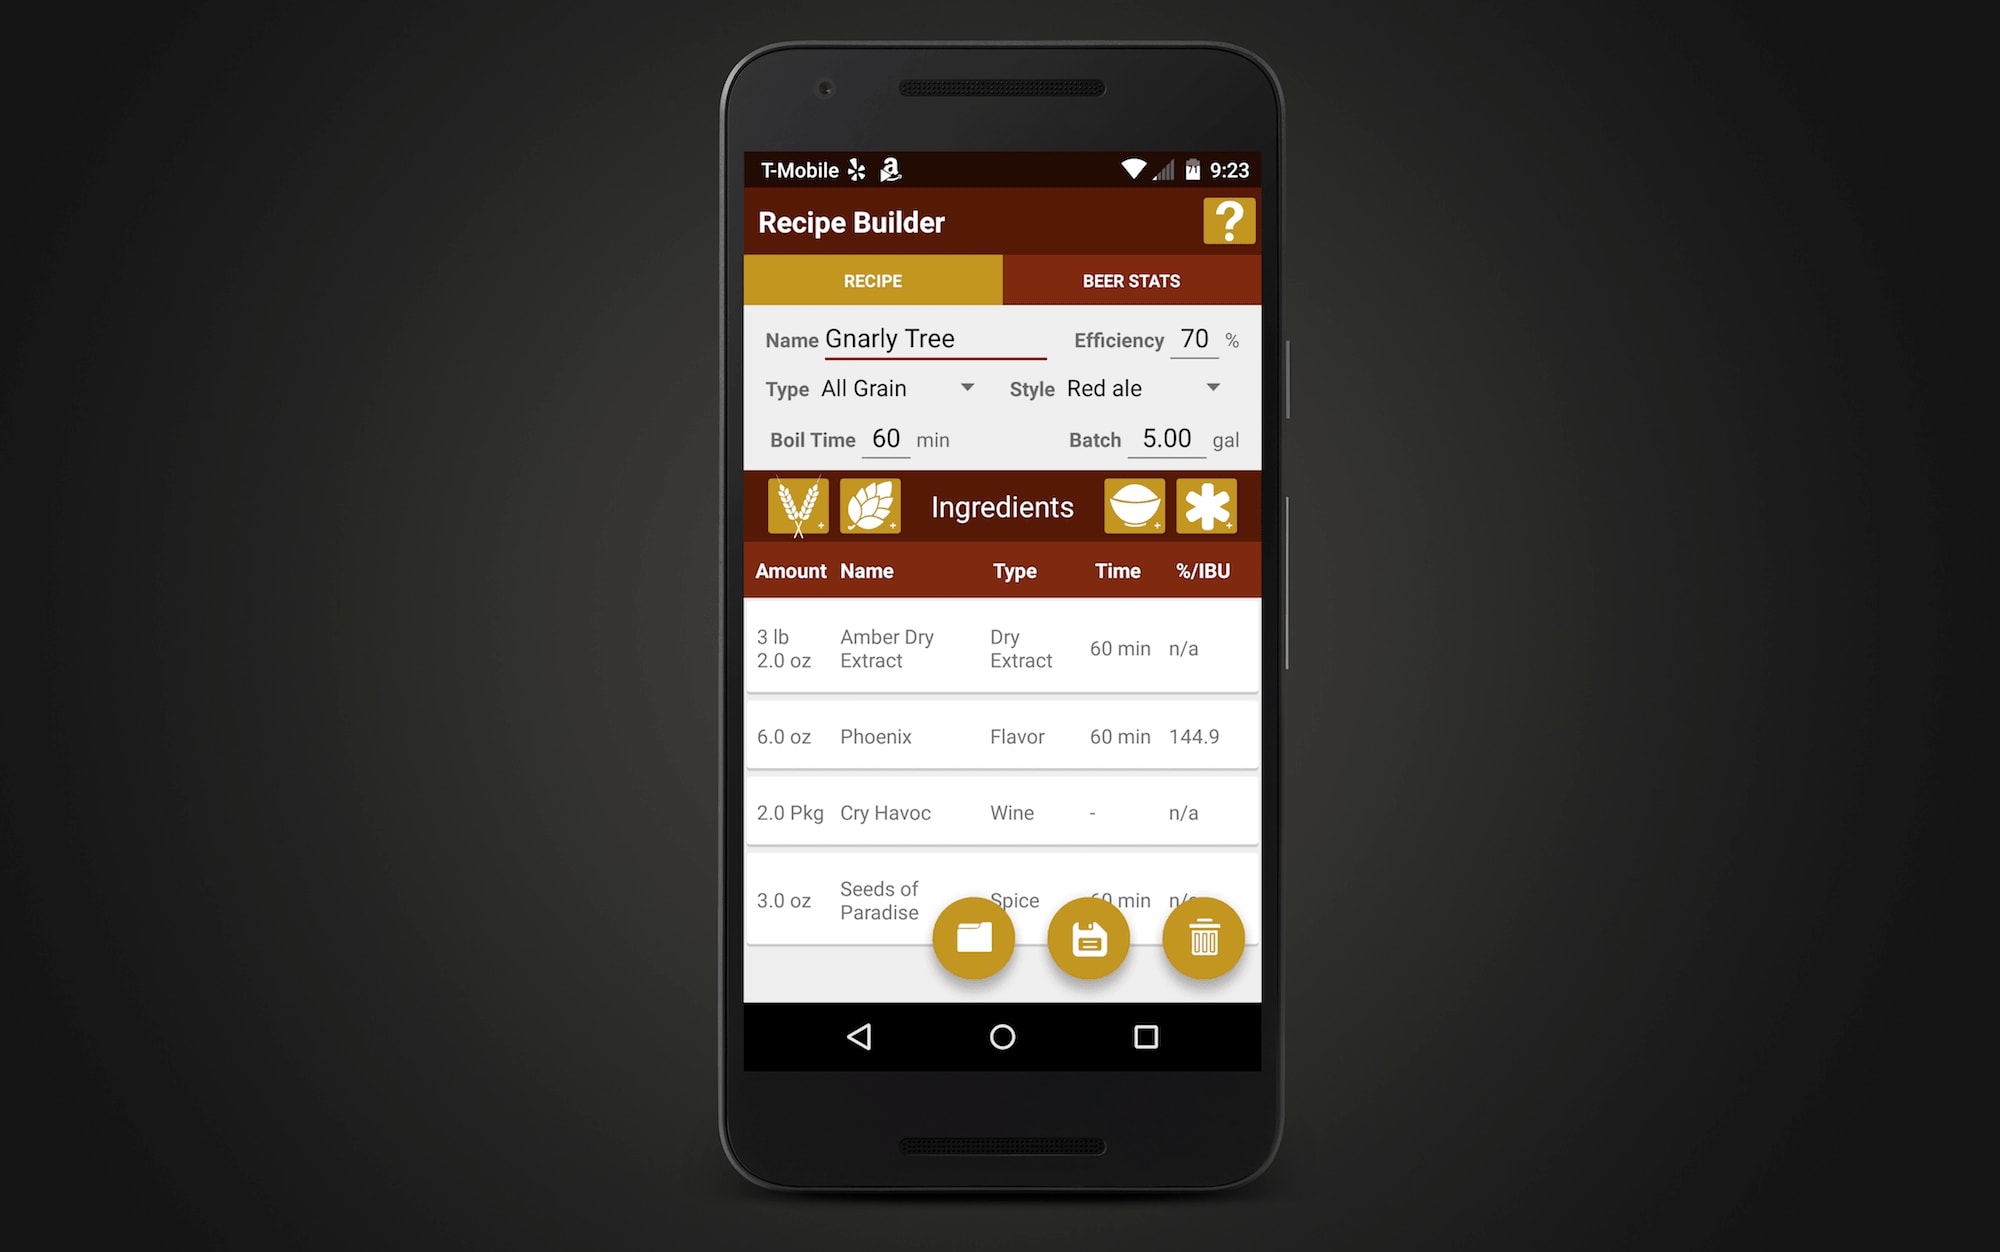 T-Mobile 9:23
Recipe Builder ?
RECIPE BEER STATS
Name Gnarly Tree Efficiency 70 %
Type All Grain Style Red ale
Boil Time 60 min Batch 5.00 gal
Ingredients
Amount Name Type Time %/IBU
3 lb Amber Dry Dry
60 min n/a
2.0 oz Extract Extract
6.0 oz Phoenix Flavor 60 min 144.9
2.0 Pkg Cry Havoc Wine - n/a
Seeds of
3.0 oz Spice 60 min
Paradise